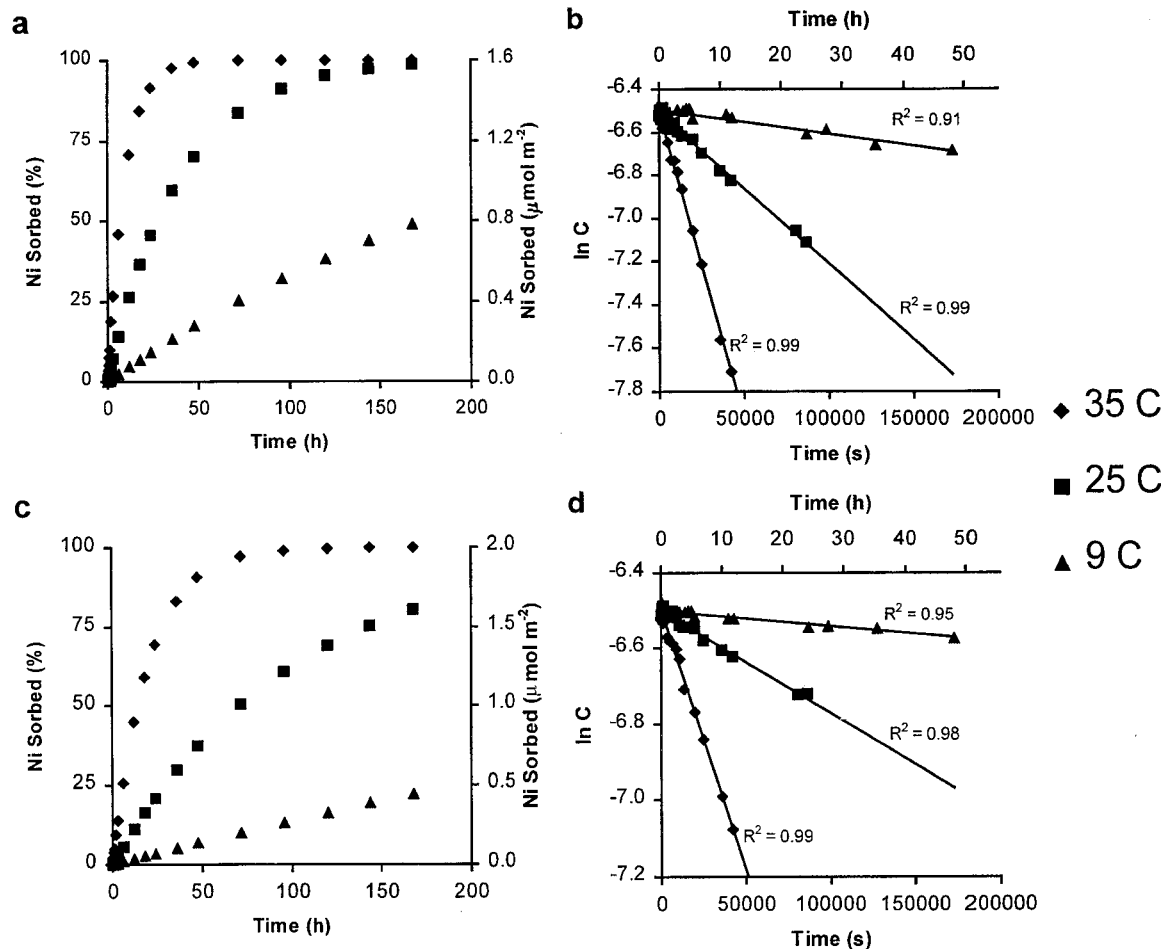 a
100
75
50
25
0
Ni Sorbed (%)
1.6
1.2
0.8
0.4
0.0
Ni Sorbed (μmol m⁻²)
0
50
100
150
200
Time (h)
b
Time (h)
0
10
20
30
40
50
-6.4
-6.6
-6.8
-7.0
-7.2
-7.4
-7.6
-7.8
ln C
R² = 0.91
R² = 0.99
R² = 0.99
0
50000
100000
150000
200000
Time (s)
35 C
25 C
9 C
c
100
75
50
25
0
Ni Sorbed (%)
2.0
1.5
1.0
0.5
0.0
Ni Sorbed (μmol m⁻²)
0
50
100
150
200
Time (h)
d
Time (h)
0
10
20
30
40
50
-6.4
-6.6
-6.8
-7.0
-7.2
ln C
R² = 0.95
R² = 0.98
R² = 0.99
0
50000
100000
150000
200000
Time (s)